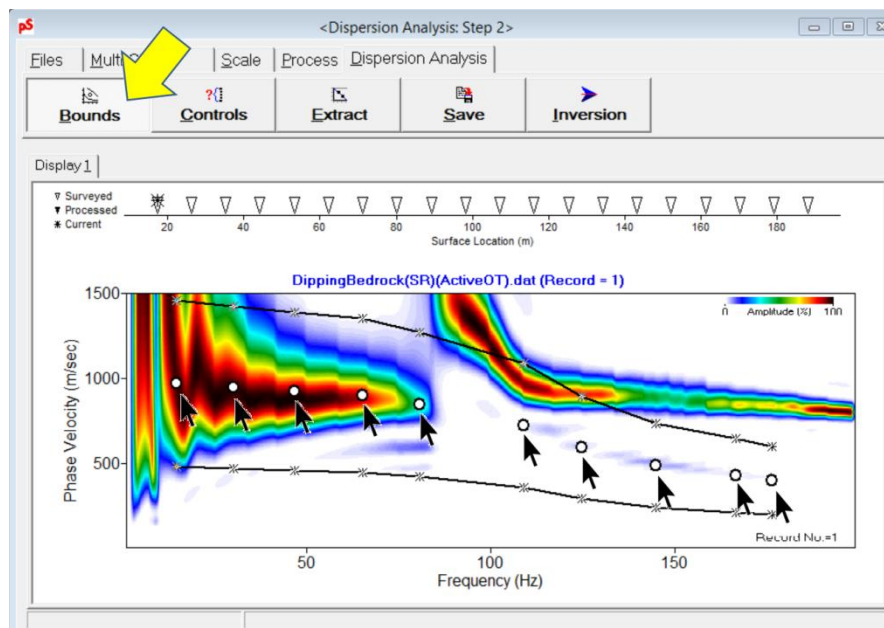 pS <Dispersion Analysis: Step 2>
Files Scale Process Dispersion Analysis
Bounds Controls Extract Save Inversion
Display 1
Surveyed
Processed
Current
20 40 60 80 100 120 140 160 180
Surface Location (m)
DippingBedrock(SR)(ActiveOT).dat (Record = 1)
1500
1000
500
Phase Velocity (m/sec)
0 Amplitude (%) 100
Record No.=1
50 100 150
Frequency (Hz)